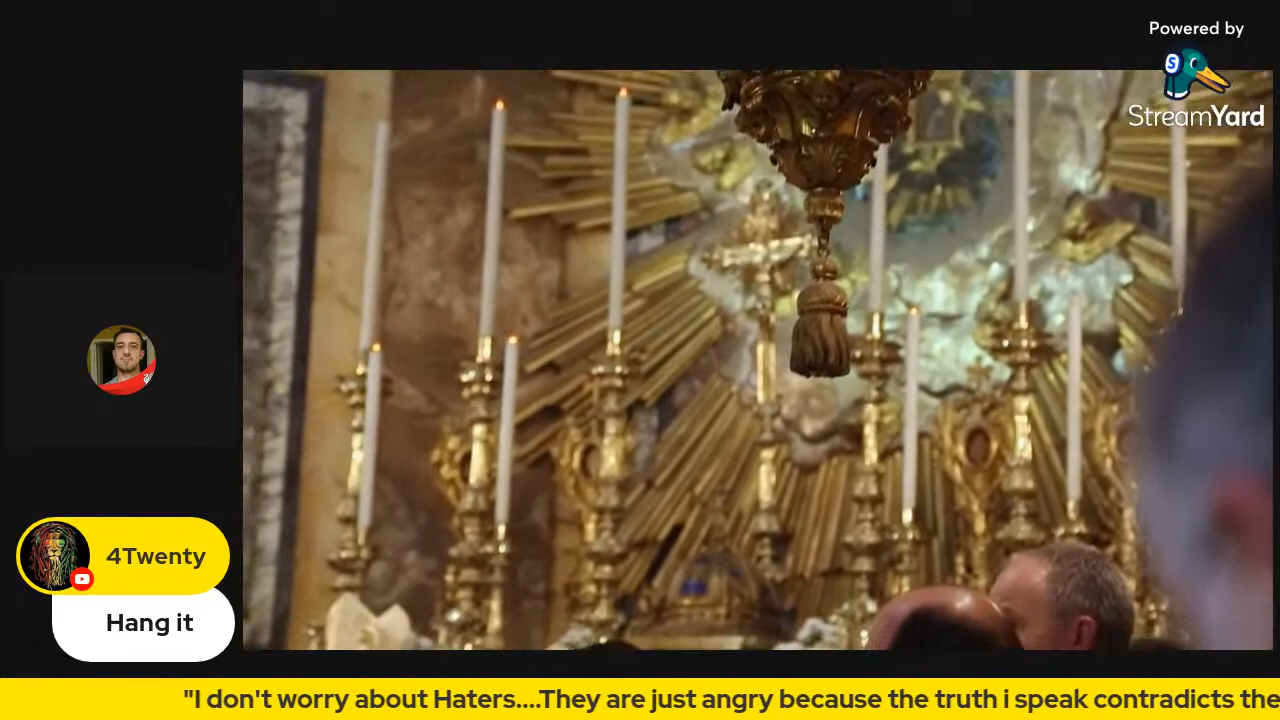 Powered by
StreamYard
4Twenty
Hang it
"I don't worry about Haters....They are just angry because the truth i speak contradicts the